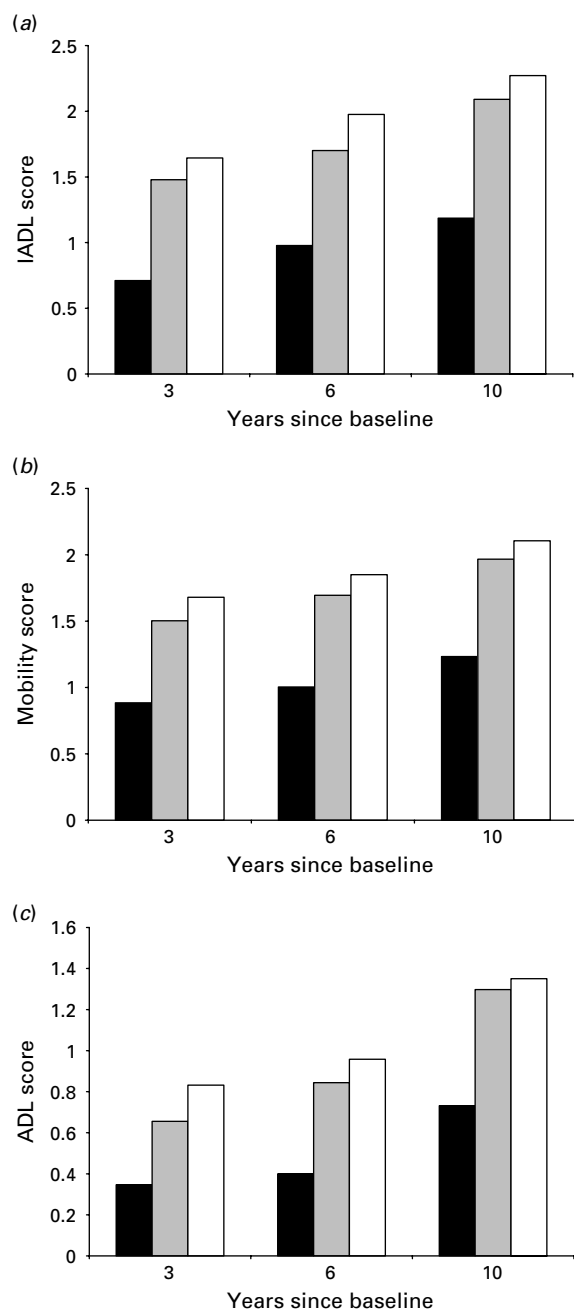 (a)
2.5
2
1.5
1
0.5
0
IADL score
3 6 10
Years since baseline
(b)
2.5
2
1.5
1
0.5
0
Mobility score
3 6 10
Years since baseline
(c)
1.6
1.4
1.2
1
0.8
0.6
0.4
0.2
0
ADL score
3 6 10
Years since baseline